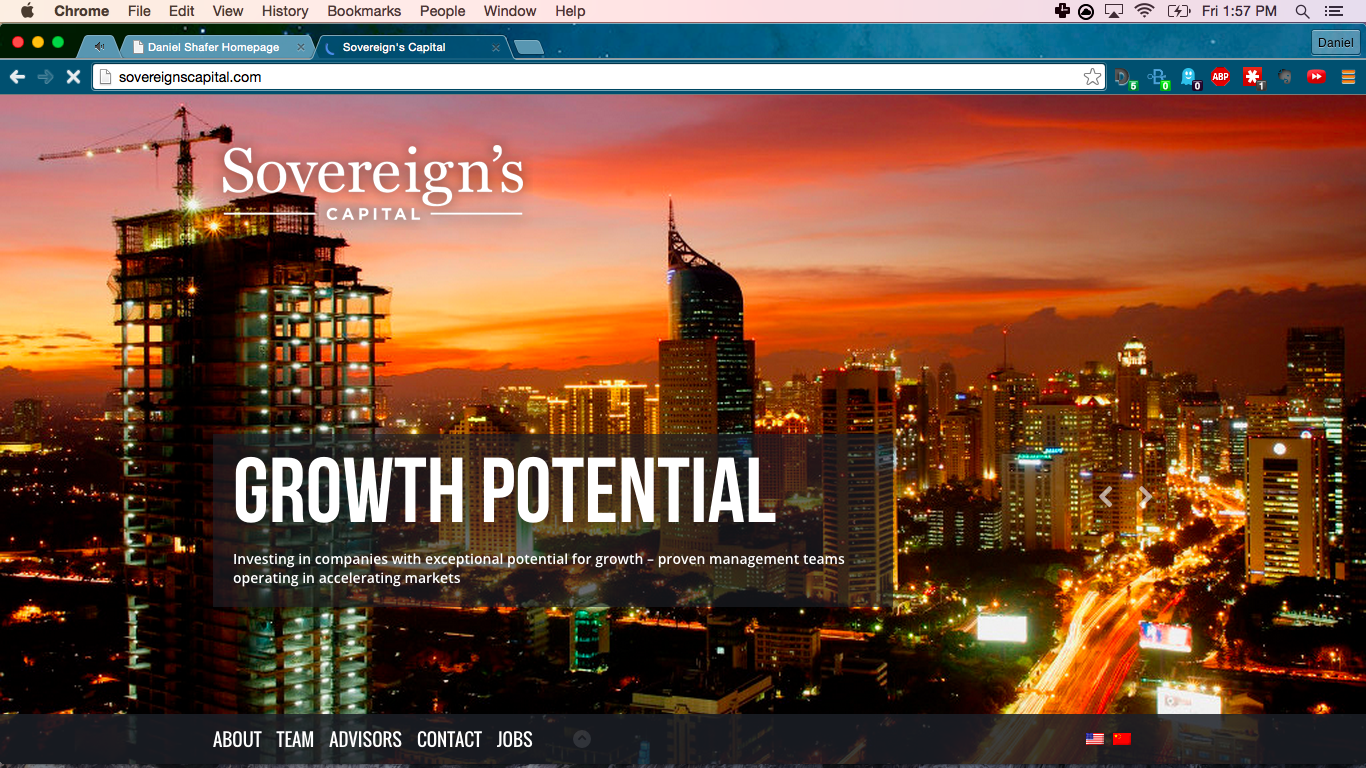 Chrome File Edit View History Bookmarks People Window Help Fri 1:57 PM
Daniel Shafer Homepage Sovereign's Capital Daniel
sovereignscapital.com
5 0 0 ABP 1
Sovereign's
CAPITAL
GROWTH POTENTIAL
Investing in companies with exceptional potential for growth – proven management teams
operating in accelerating markets
ABOUT TEAM ADVISORS CONTACT JOBS